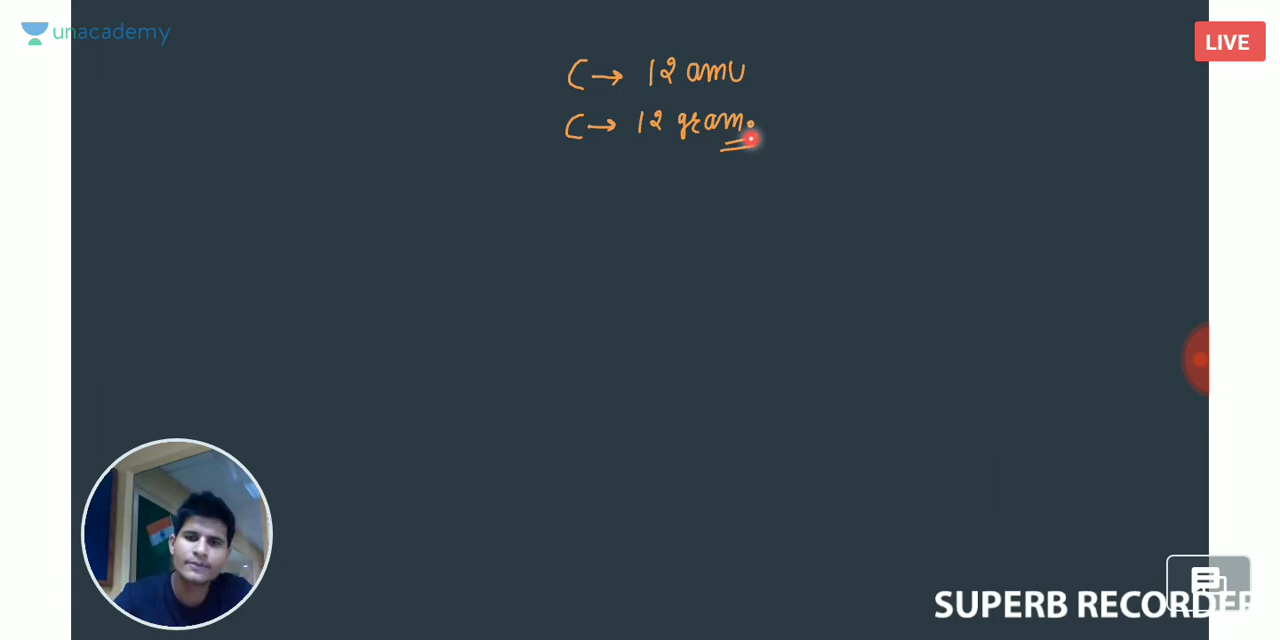 unacademy
LIVE
C → 12 amu
C → 12 gram.
SUPERB RECORDER